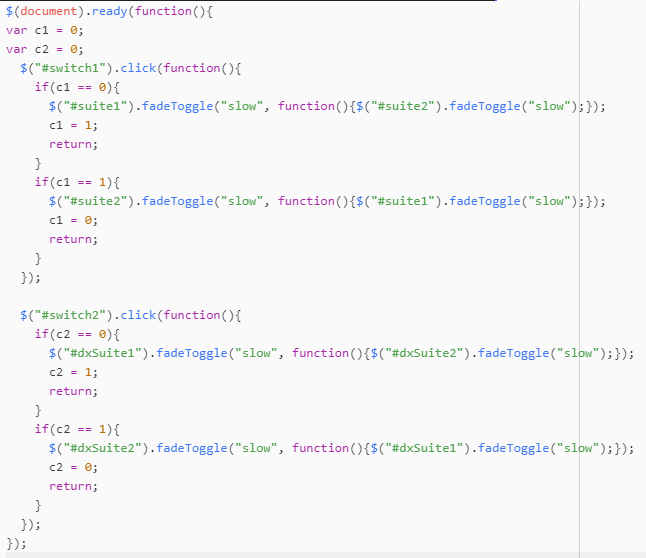 $(document).ready(function(){
var c1 = 0;
var c2 = 0;
  $("#switch1").click(function(){
    if(c1 == 0){
      $("#suite1").fadeToggle("slow", function(){$("#suite2").fadeToggle("slow");});
      c1 = 1;
      return;
    }
    if(c1 == 1){
      $("#suite2").fadeToggle("slow", function(){$("#suite1").fadeToggle("slow");});
      c1 = 0;
      return;
    }
  });

  $("#switch2").click(function(){
    if(c2 == 0){
      $("#dxSuite1").fadeToggle("slow", function(){$("#dxSuite2").fadeToggle("slow");});
      c2 = 1;
      return;
    }
    if(c2 == 1){
      $("#dxSuite2").fadeToggle("slow", function(){$("#dxSuite1").fadeToggle("slow");});
      c2 = 0;
      return;
    }
  });
});